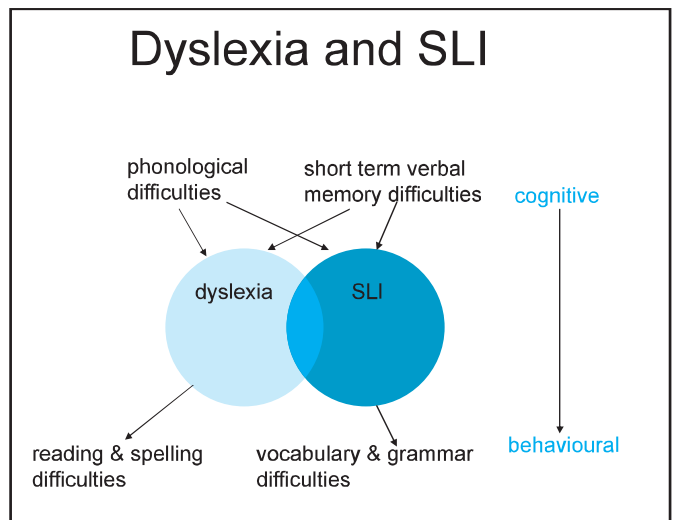 Dyslexia and SLI
phonological
difficulties
short term verbal
memory difficulties
cognitive
dyslexia
SLI
reading & spelling
difficulties
vocabulary & grammar
difficulties
behavioural